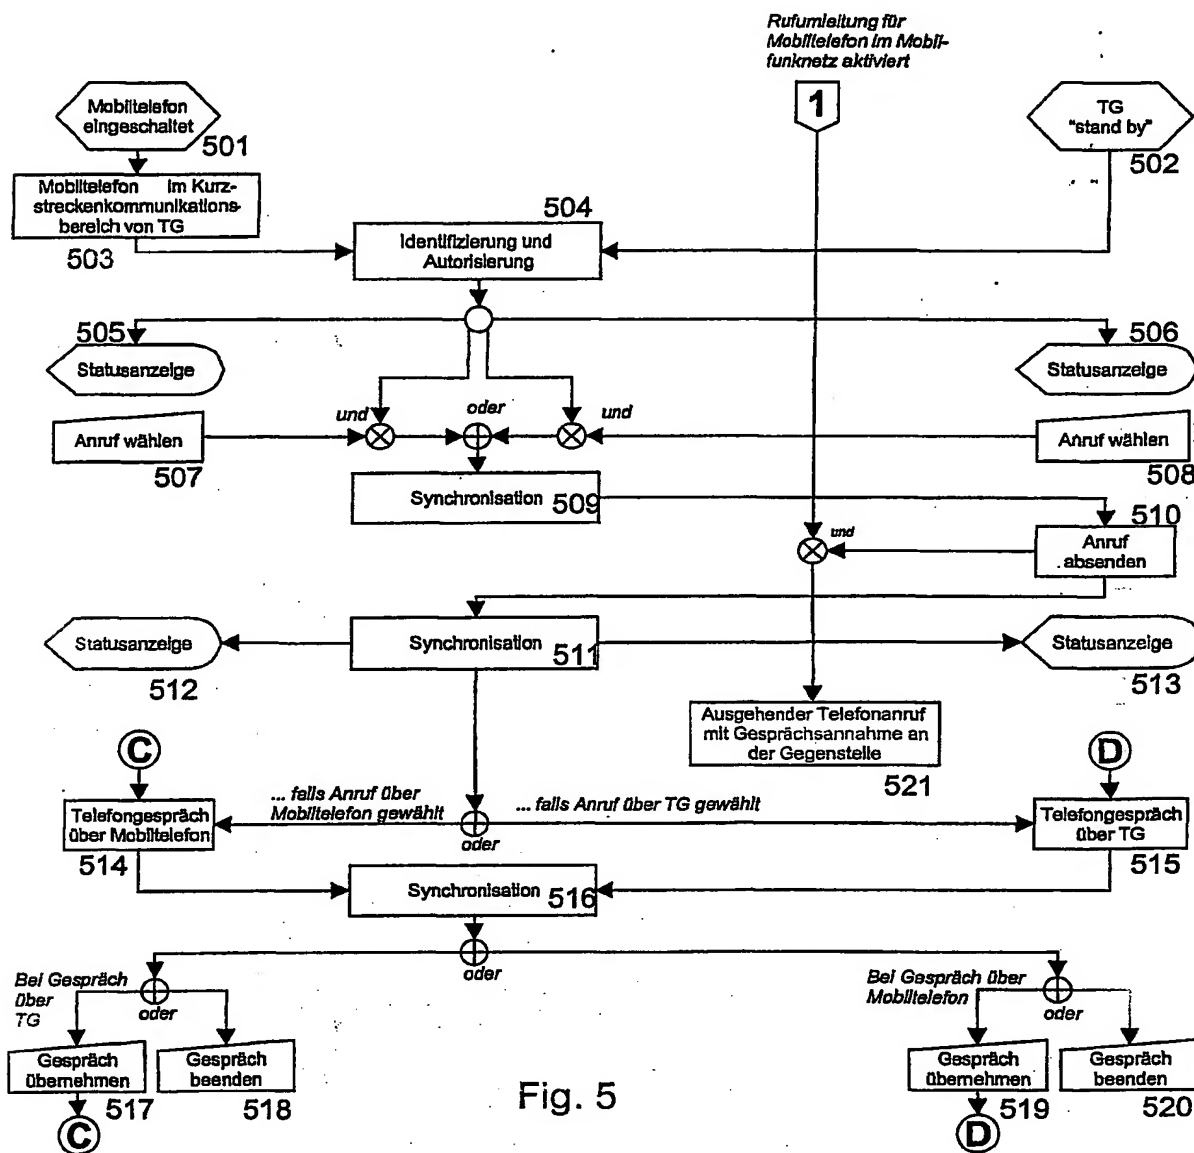 Rufumleitung für
Mobiltelefon im Mobil-
funknetz aktiviert
Mobiltelefon
eingeschaltet
501
1
TG
"stand by"
502
Mobiltelefon im Kurz-
streckenkommunikations-
bereich von TG
503
504
Identifizierung und
Autorisierung
505
Statusanzeige
506
Statusanzeige
und
oder
und
Anruf wählen
507
Anruf wählen
508
Synchronisation 509
510
Anruf
absenden
und
Statusanzeige
512
Synchronisation 511
Statusanzeige
513
Ausgehender Telefonanruf
mit Gesprächsannahme an
der Gegenstelle
521
C
D
... falls Anruf über
Mobiltelefon gewählt
... falls Anruf über TG gewählt
oder
Telefongespräch
über Mobiltelefon
514
Telefongespräch
über TG
515
Synchronisation 516
oder
Bei Gespräch
über
TG
oder
Bei Gespräch über
Mobiltelefon
oder
Gespräch
übernehmen
517
Gespräch
beenden
518
Gespräch
übernehmen
519
Gespräch
beenden
520
C
D
Fig. 5